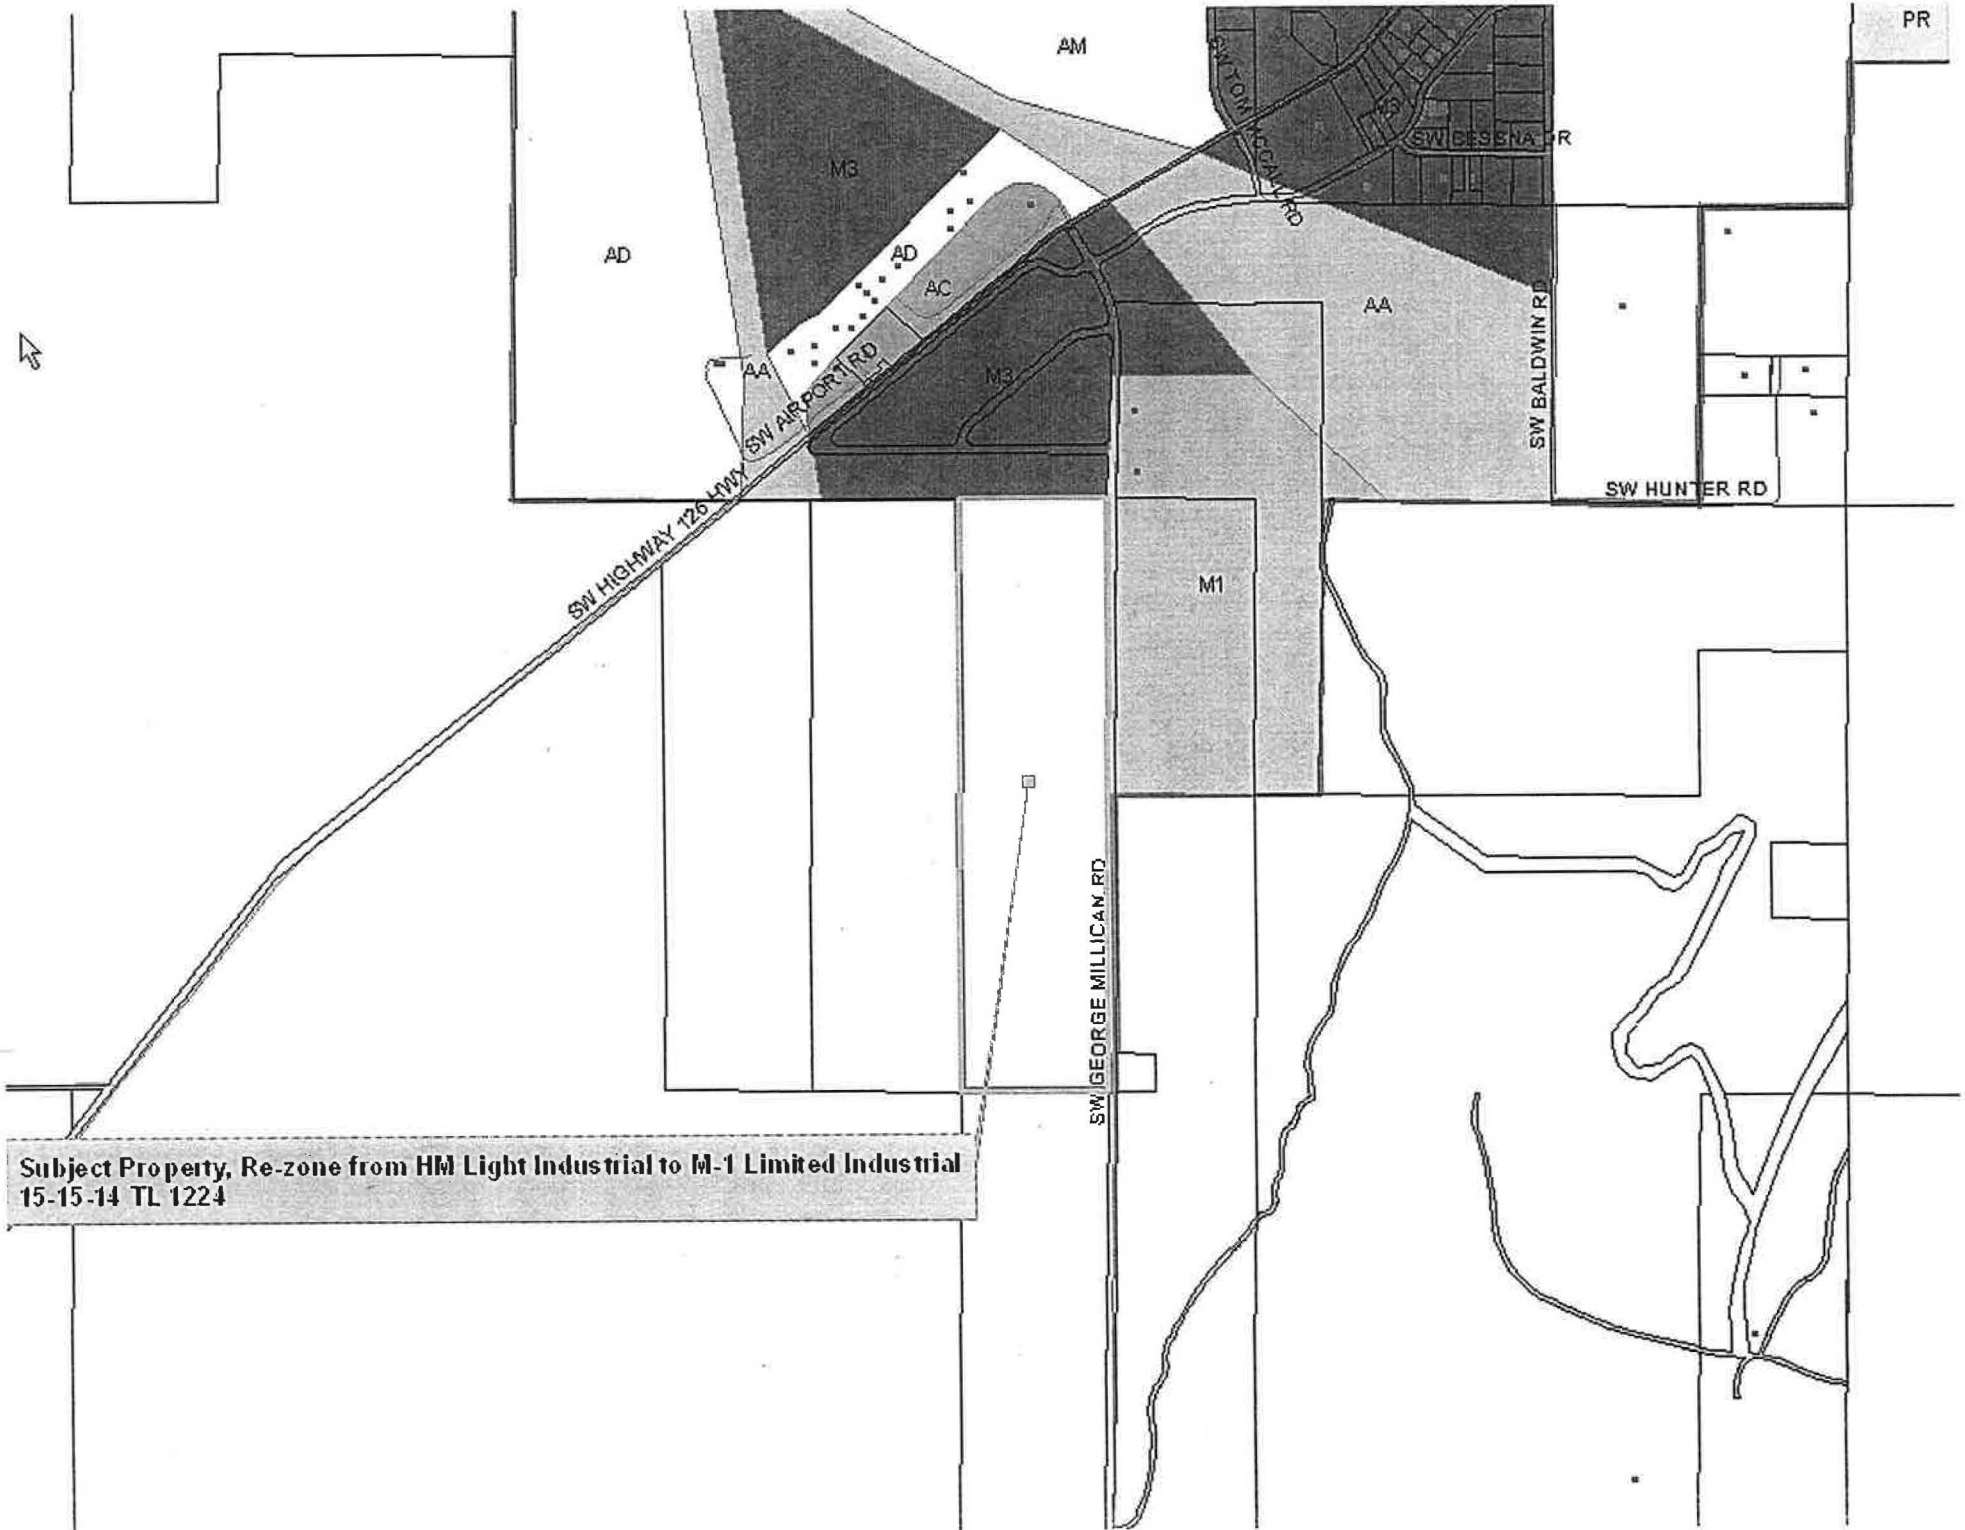 PR
AM
SW TOM MCCALL RD
M3
SW CESSNA DR
M3
AD
AD
AC
AA
SW BALDWIN RD
AA
M3
SW AIRPORT RD
SW HUNTER RD
SW HIGHWAY 126 HWY
M1
SW GEORGE MILLICAN RD
Subject Property, Re-zone from HM Light Industrial to M-1 Limited Industrial
15-15-14 TL 1224